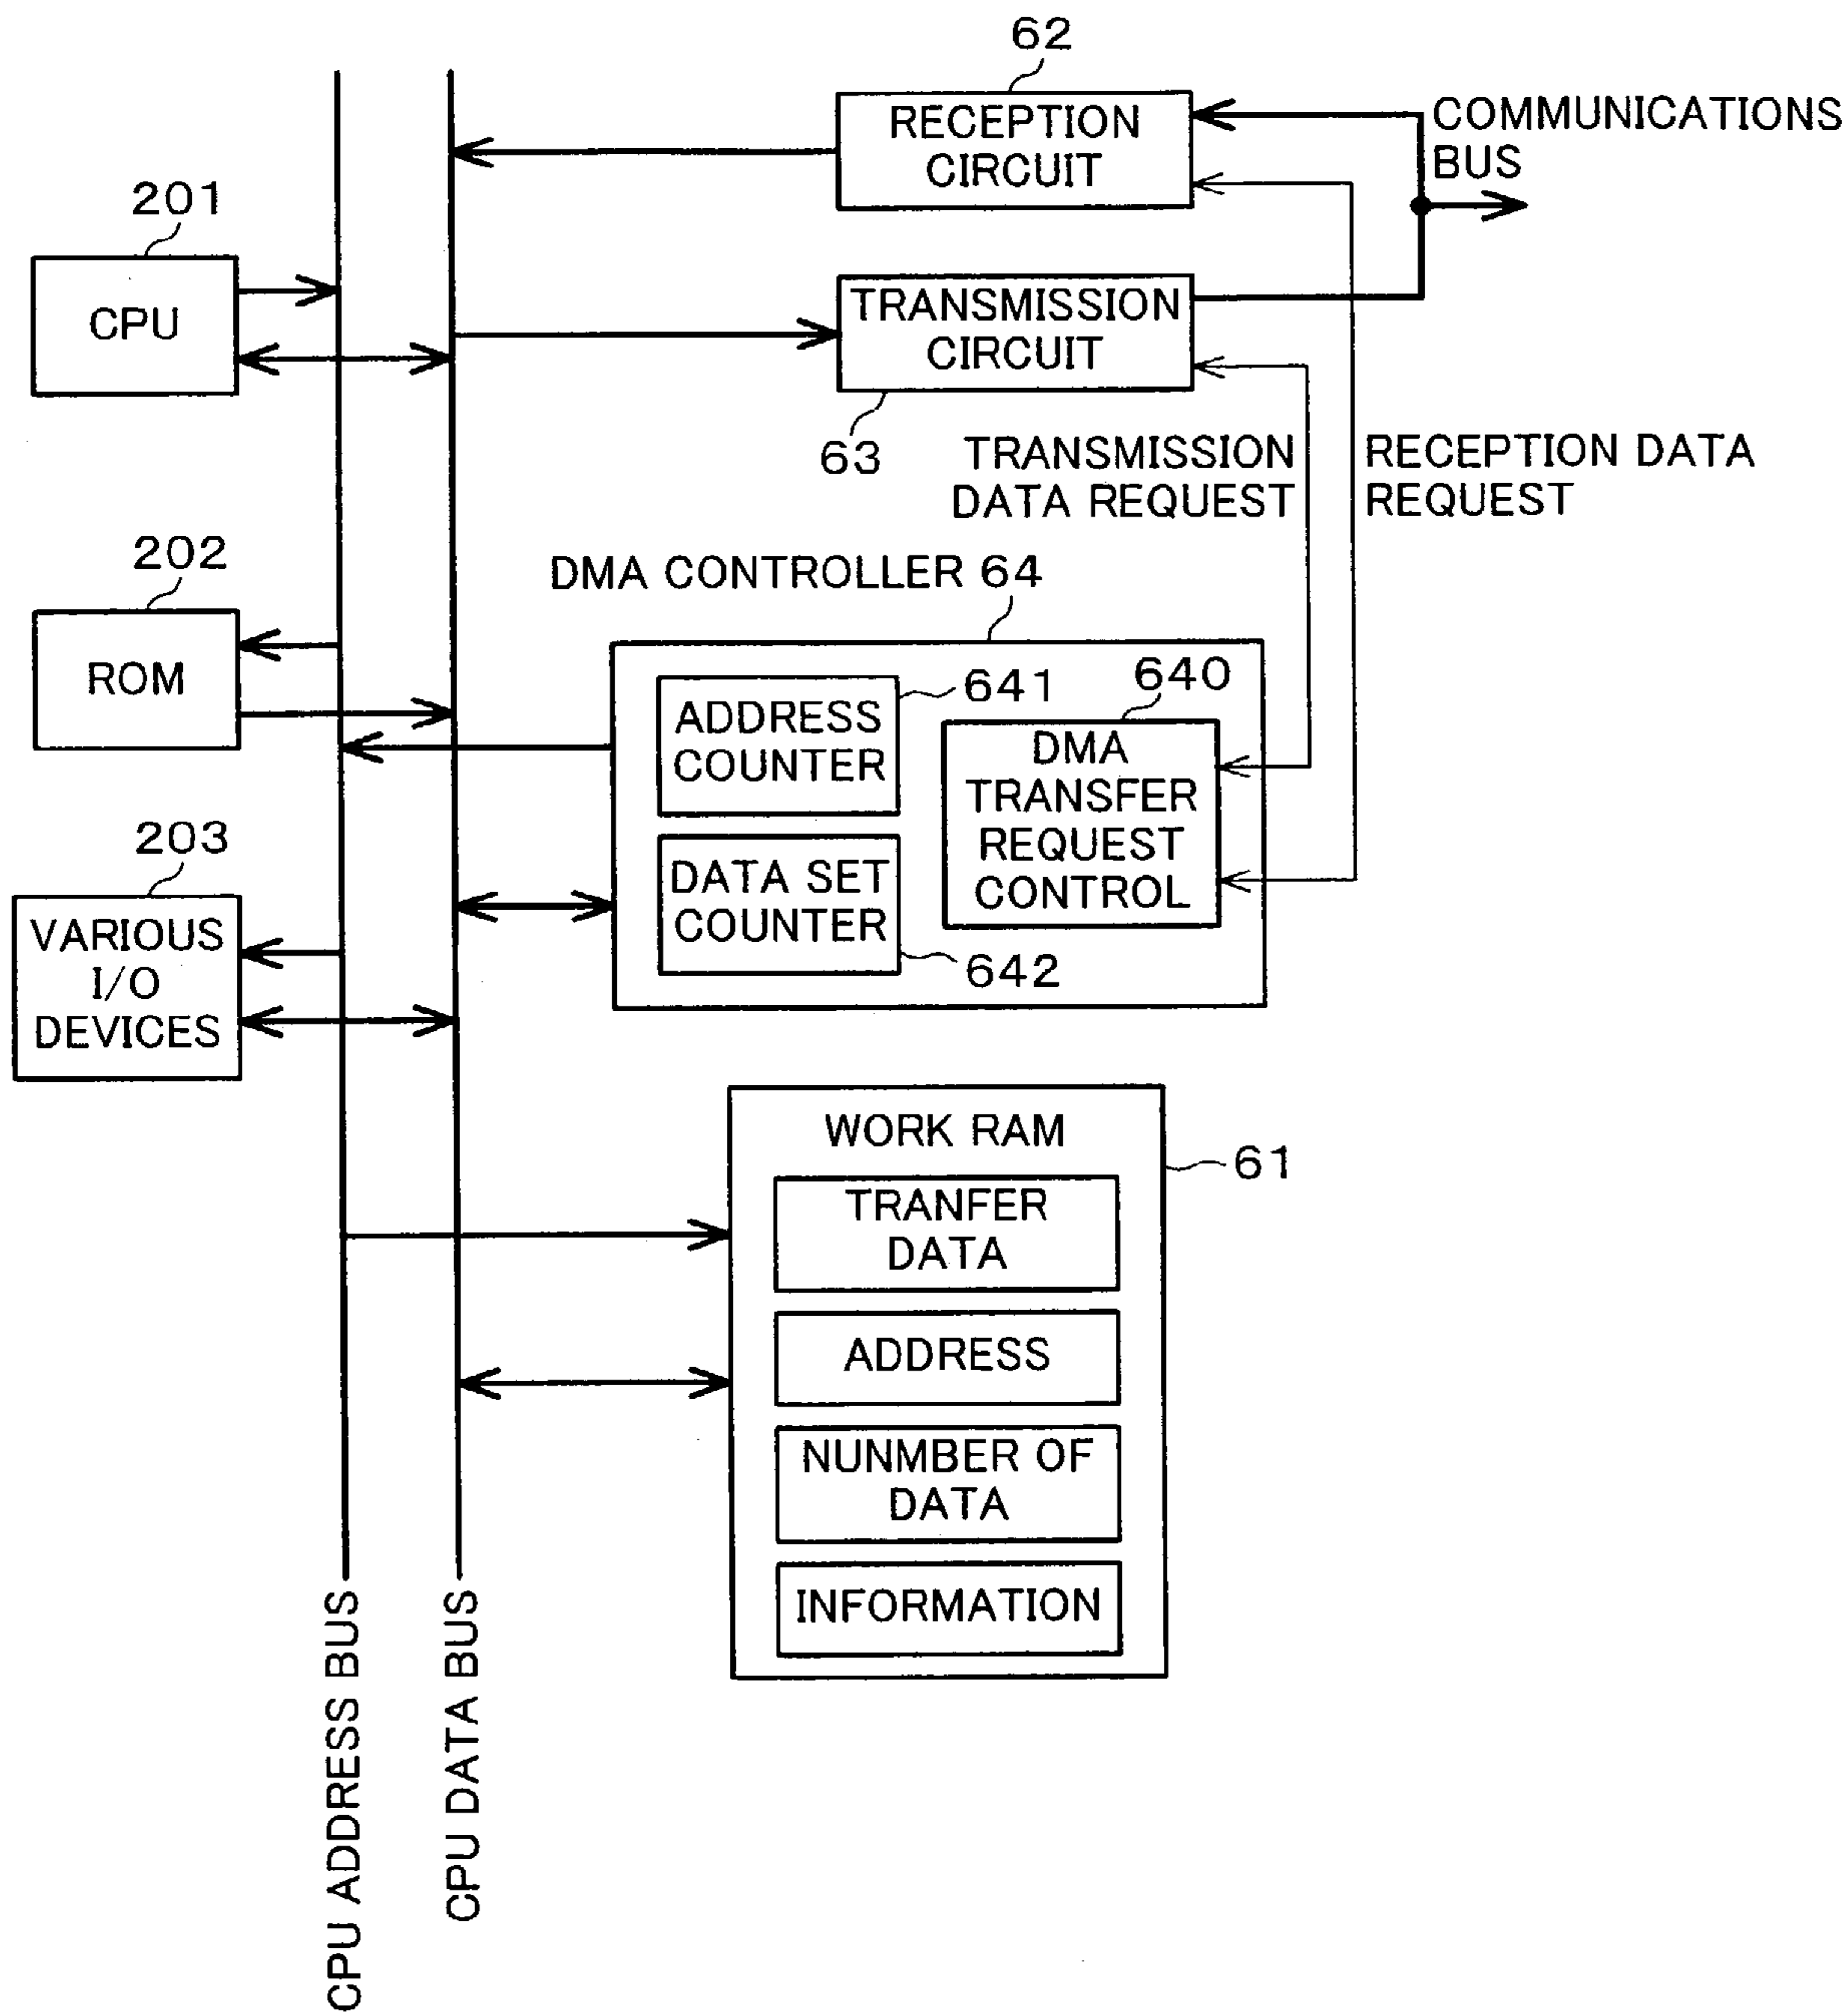 62
RECEPTION
CIRCUIT
COMMUNICATIONS
BUS
201
CPU
TRANSMISSION
CIRCUIT
63
TRANSMISSION
DATA REQUEST
RECEPTION DATA
REQUEST
202
ROM
DMA CONTROLLER 64
641
ADDRESS
COUNTER
640
DMA
TRANSFER
REQUEST
CONTROL
DATA SET
COUNTER
642
203
VARIOUS
I/O
DEVICES
WORK RAM
61
TRANFER
DATA
ADDRESS
NUNMBER OF
DATA
INFORMATION
CPU ADDRESS BUS
CPU DATA BUS